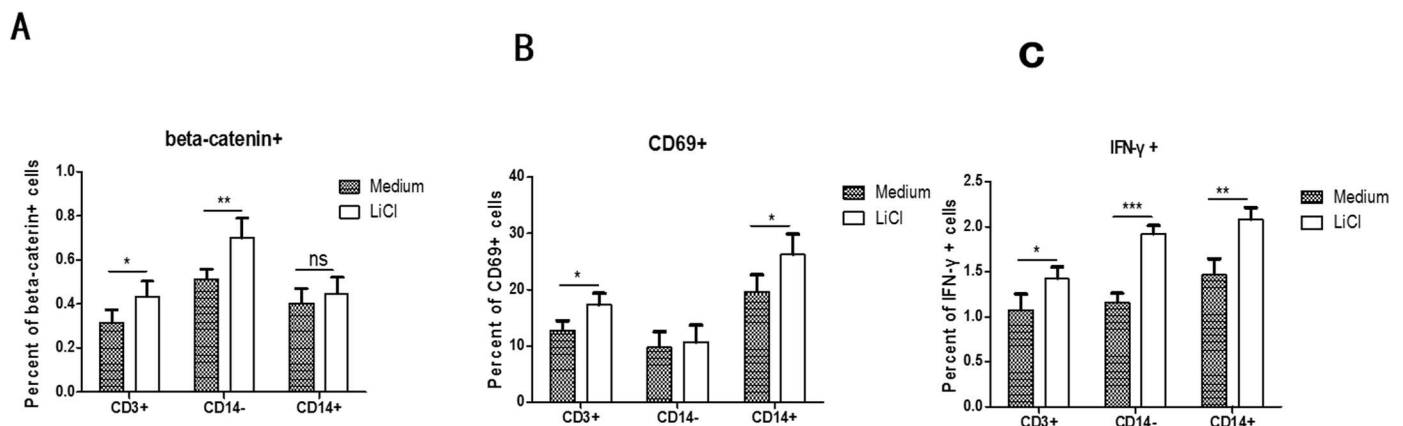 A
B
C
beta-catenin+
Percent of beta-caterin+ cells
1.0
0.8
0.6
0.4
0.2
0.0
*
**
ns
Medium
LiCl
CD3+
CD14-
CD14+
CD69+
Percent of CD69+ cells
40
30
20
10
0
*
*
Medium
LiCl
CD3+
CD14-
CD14+
IFN-γ +
Percent of IFN-γ + cells
2.5
2.0
1.5
1.0
0.5
0.0
*
***
**
Medium
LiCl
CD3+
CD14-
CD14+